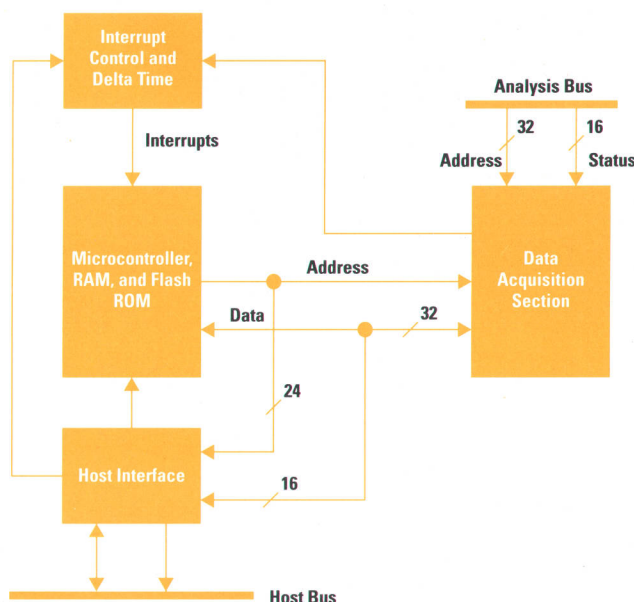 Interrupt
Control and
Delta Time
Analysis Bus
32
16
Interrupts
Address
Status
Microcontroller,
RAM, and Flash
ROM
Address
Data
Acquisition
Section
Data
32
24
Host Interface
16
Host Bus